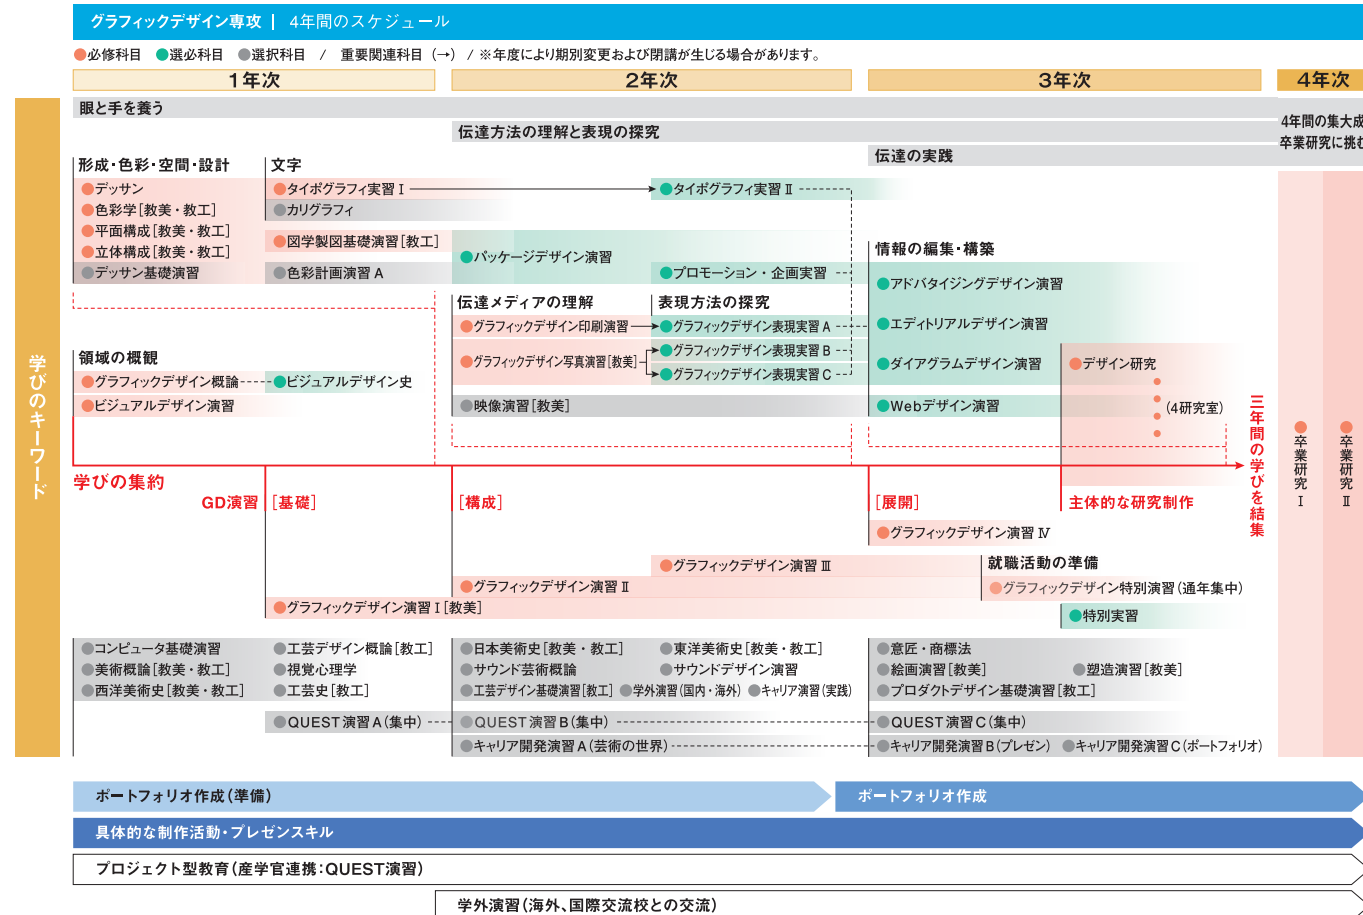 グラフィックデザイン専攻 | 4年間のスケジュール
●必修科目 ●選必科目 ●選択科目 / 重要関連科目 (→) / ※年度により期別変更および閉講が生じる場合があります。
1年次 2年次 3年次 4年次
学びのキーワード
眼と手を養う
伝達方法の理解と表現の探究
伝達の実践
4年間の集大成
卒業研究に挑む
形成・色彩・空間・設計
●デッサン
●色彩学[教美・教工]
●平面構成[教美・教工]
●立体構成[教美・教工]
●デッサン基礎演習
文字
●タイポグラフィ実習Ⅰ
●カリグラフィ
●図学製図基礎演習[教工]
●色彩計画演習A
●タイポグラフィ実習Ⅱ
●パッケージデザイン演習
●プロモーション・企画実習
伝達メディアの理解
●グラフィックデザイン印刷演習
●グラフィックデザイン写真演習[教美]
●映像演習[教美]
表現方法の探究
●グラフィックデザイン表現実習A
●グラフィックデザイン表現実習B
●グラフィックデザイン表現実習C
情報の編集・構築
●アドバタイジングデザイン演習
●エディトリアルデザイン演習
●ダイアグラムデザイン演習
●Webデザイン演習
●デザイン研究
(4研究室)
領域の概観
●グラフィックデザイン概論
●ビジュアルデザイン史
●ビジュアルデザイン演習
三年間の学びを結集
●卒業研究Ⅰ
●卒業研究Ⅱ
学びの集約
GD演習 [基礎]
[構成]
[展開]
主体的な研究制作
●グラフィックデザイン演習Ⅳ
●グラフィックデザイン演習Ⅲ
●グラフィックデザイン演習Ⅱ
●グラフィックデザイン演習Ⅰ[教美]
就職活動の準備
●グラフィックデザイン特別演習(通年集中)
●特別実習
●コンピュータ基礎演習
●美術概論[教美・教工]
●西洋美術史[教美・教工]
●工芸デザイン概論[教工]
●視覚心理学
●工芸史[教工]
●日本美術史[教美・教工] ●東洋美術史[教美・教工]
●サウンド芸術概論 ●サウンドデザイン演習
●工芸デザイン基礎演習[教工] ●学外演習(国内・海外) ●キャリア演習(実践)
●意匠・商標法
●絵画演習[教美] ●塑造演習[教美]
●プロダクトデザイン基礎演習[教工]
●QUEST演習A(集中) ●QUEST演習B(集中) ●QUEST演習C(集中)
●キャリア開発演習A(芸術の世界) ●キャリア開発演習B(プレゼン) ●キャリア開発演習C(ポートフォリオ)
ポートフォリオ作成(準備) ポートフォリオ作成
具体的な制作活動・プレゼンスキル
プロジェクト型教育(産学官連携:QUEST演習)
学外演習(海外、国際交流校との交流)